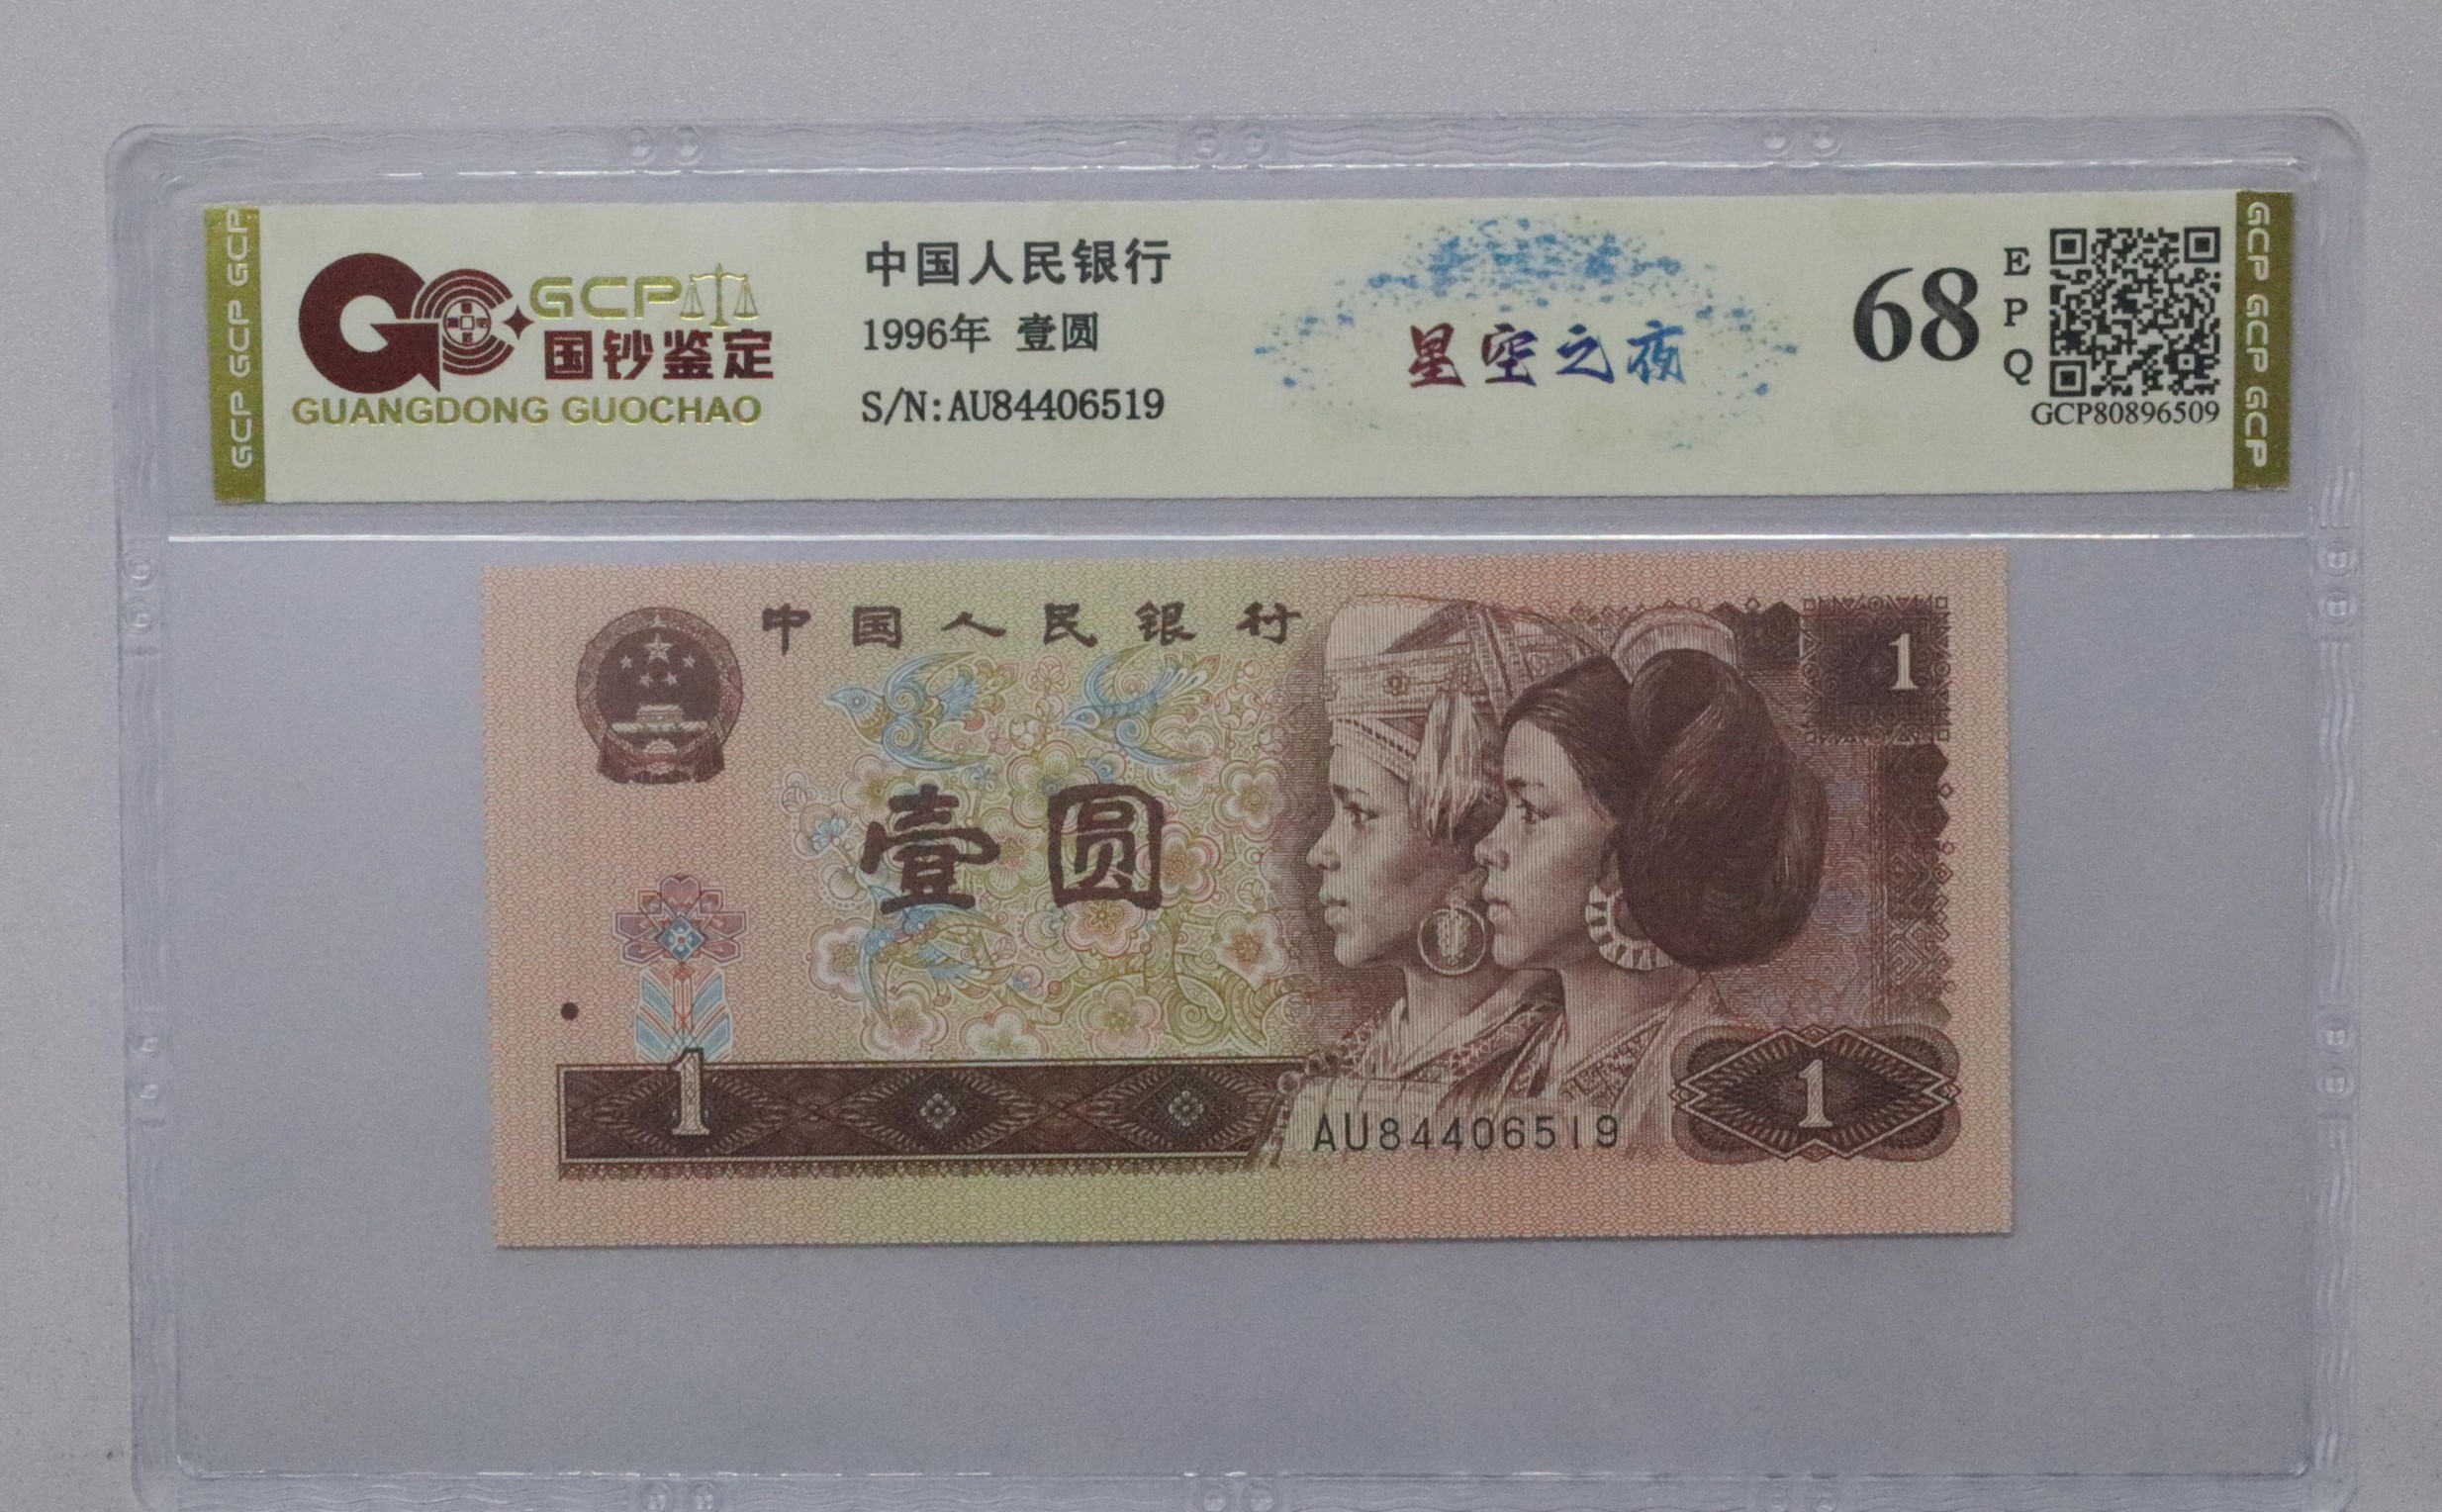 GCP GCP GCP
GCP
国钞鉴定
GUANGDONG GUOCHAO
中国人民银行
1996年 壹圆
S/N:AU84406519
星空之夜
68
E
P
Q
GCP80896509
GCP GCP GCP
中国人民银行
1
壹圆
1
AU84406519
1